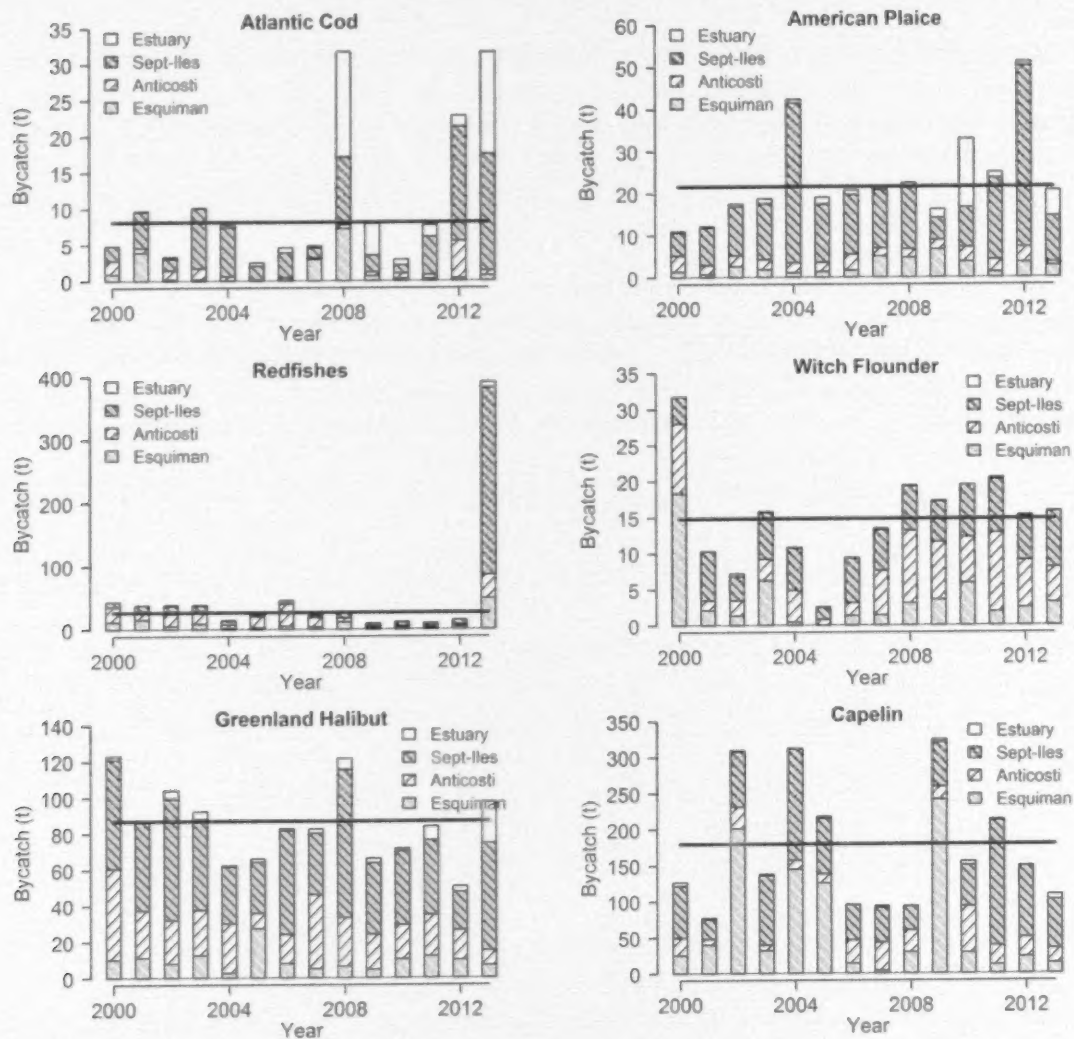 Atlantic Cod
35
30
25
20
15
10
5
0
Bycatch (t)
Estuary
Sept-Iles
Anticosti
Esquiman
2000 2004 2008 2012
Year
American Plaice
60
50
40
30
20
10
0
Bycatch (t)
Estuary
Sept-Iles
Anticosti
Esquiman
2000 2004 2008 2012
Year
Redfishes
400
300
200
100
0
Bycatch (t)
Estuary
Sept-Iles
Anticosti
Esquiman
2000 2004 2008 2012
Year
Witch Flounder
35
30
25
20
15
10
5
0
Bycatch (t)
Estuary
Sept-Iles
Anticosti
Esquiman
2000 2004 2008 2012
Year
Greenland Halibut
140
120
100
80
60
40
20
0
Bycatch (t)
Estuary
Sept-Iles
Anticosti
Esquiman
2000 2004 2008 2012
Year
Capelin
350
300
250
200
150
100
50
0
Bycatch (t)
Estuary
Sept-Iles
Anticosti
Esquiman
2000 2004 2008 2012
Year